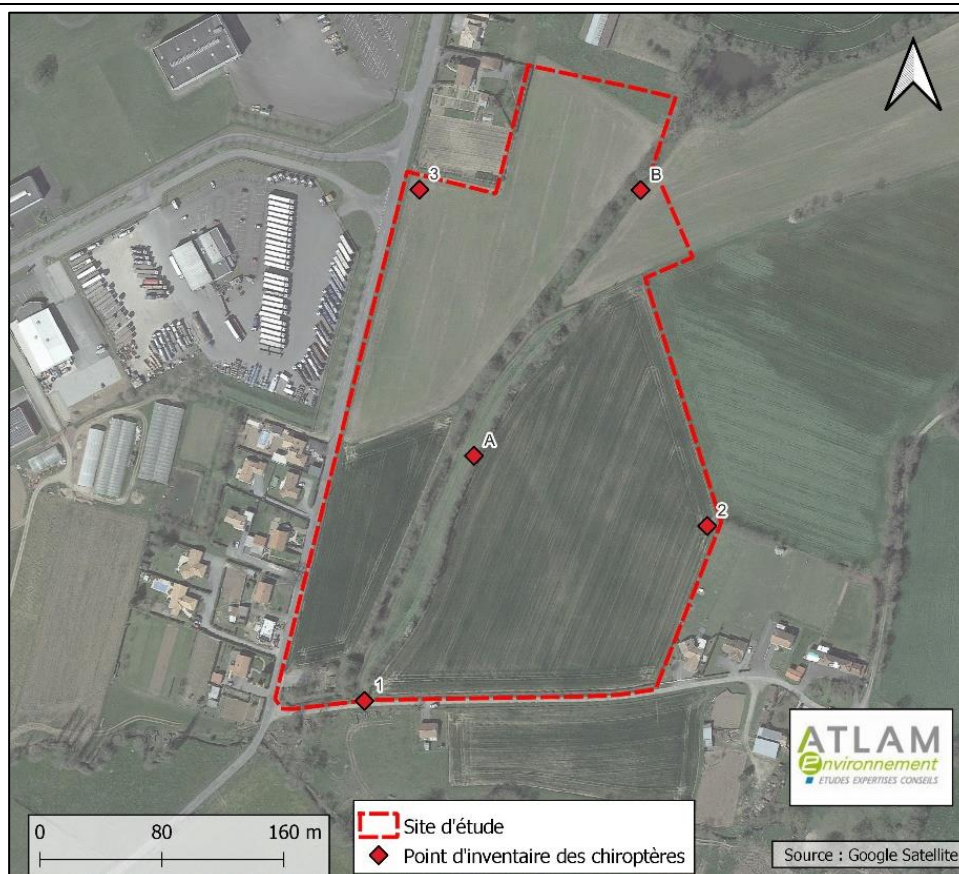 3
B
A
2
1
ATLAM
environnement
ETUDES EXPERTISES CONSEILS
0 80 160 m
Site d'étude
Point d'inventaire des chiroptères
Source : Google Satellite